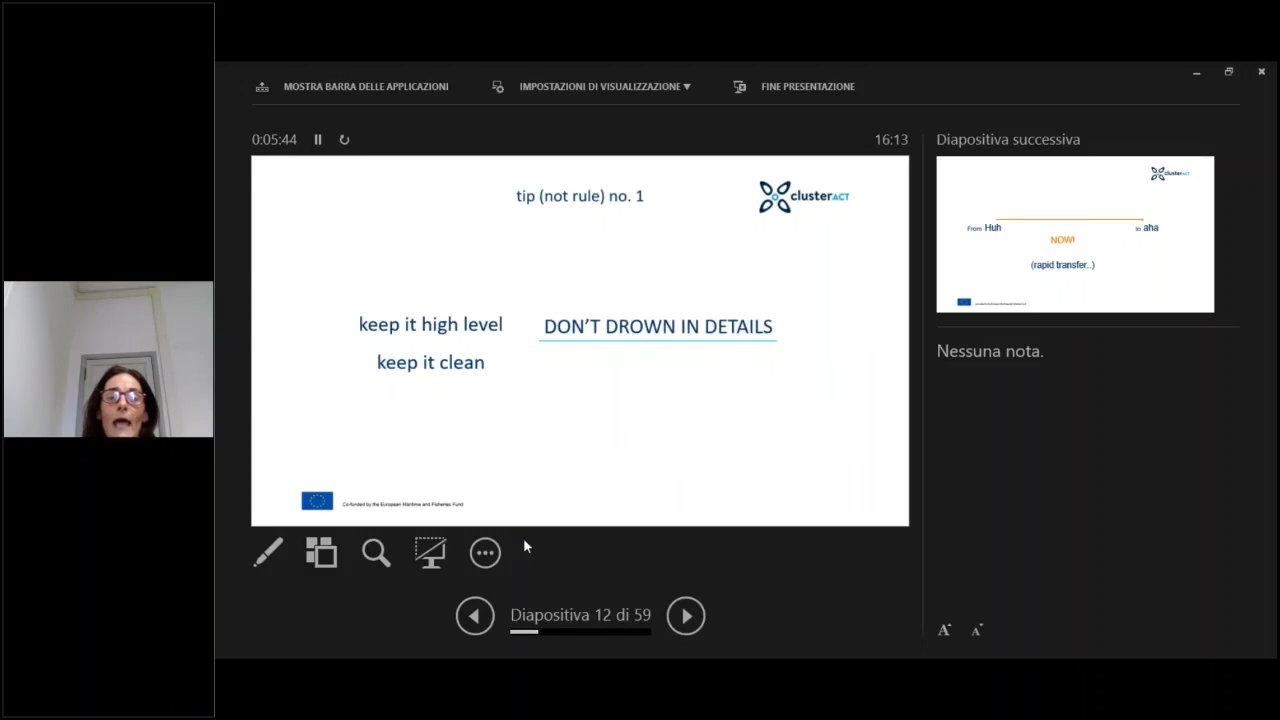 MOSTRA BARRA DELLE APPLICAZIONI
IMPOSTAZIONI DI VISUALIZZAZIONE ▼
FINE PRESENTAZIONE
0:05:44
16:13
tip (not rule) no. 1
clusterACT
keep it high level
DON’T DROWN IN DETAILS
keep it clean
Co-funded by the European Maritime and Fisheries Fund
Diapositiva 12 di 59
Diapositiva successiva
clusterACT
From Huh
to aha
NOW!
(rapid transfer..)
Nessuna nota.
A A